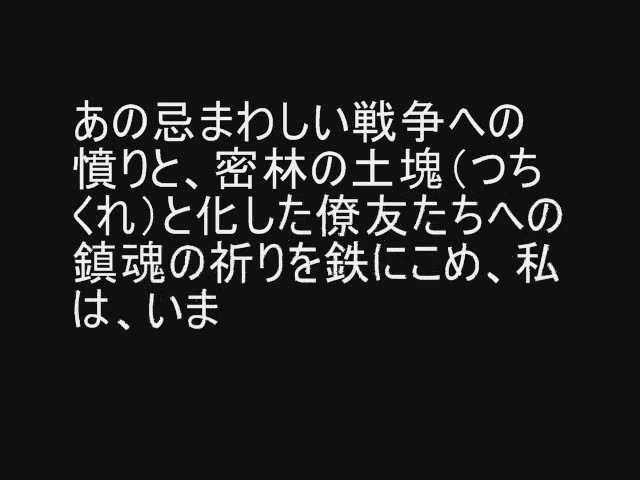 あの忌まわしい戦争への
憤りと、密林の土塊（つち
くれ）と化した僚友たちへの
鎮魂の祈りを鉄にこめ、私
は、いま